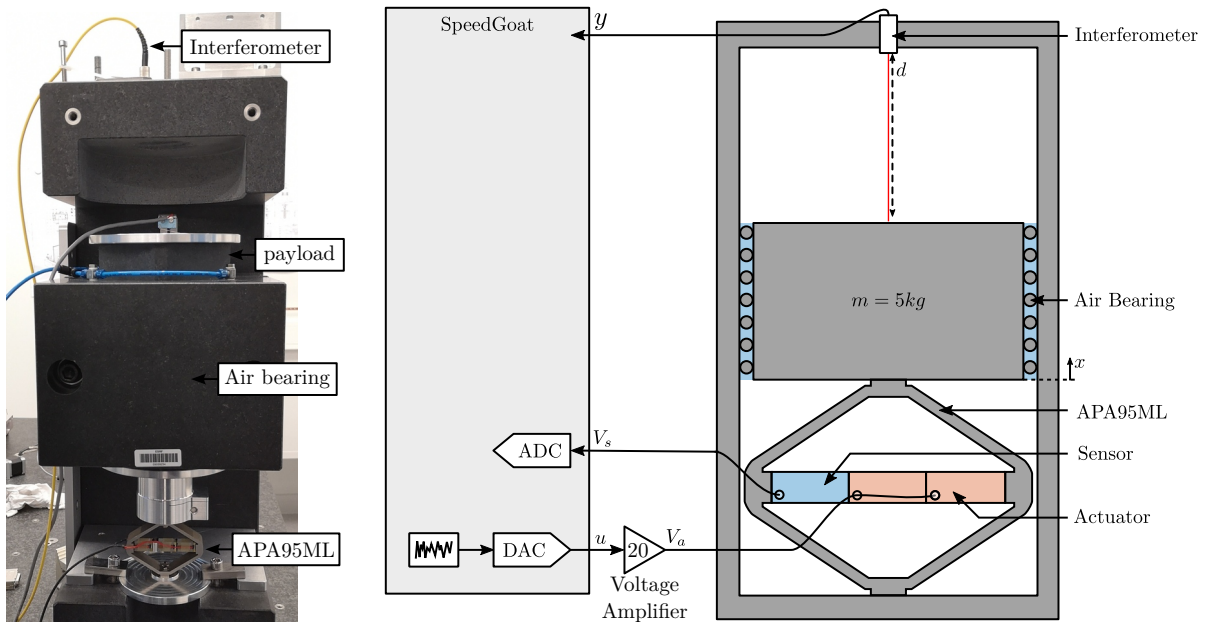 Interferometer
payload
Air bearing
APA95ML
SpeedGoat
y
Interferometer
d
m = 5kg
Air Bearing
x
APA95ML
ADC
V_s
Sensor
Actuator
DAC
u
20
V_a
Voltage
Amplifier